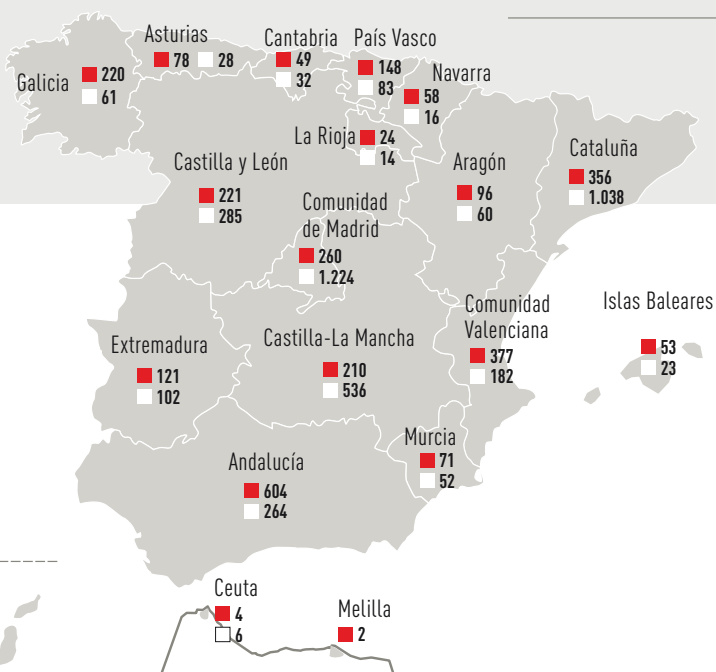 Asturias
78 28
Cantabria
49
32
País Vasco
148
83
Galicia
220
61
Navarra
58
16
La Rioja
24
14
Castilla y León
221
285
Aragón
96
60
Cataluña
356
1.038
Comunidad
de Madrid
260
1.224
Comunidad
Valenciana
377
182
Islas Baleares
53
23
Extremadura
121
102
Castilla-La Mancha
210
536
Murcia
71
52
Andalucía
604
264
Ceuta
4
6
Melilla
2